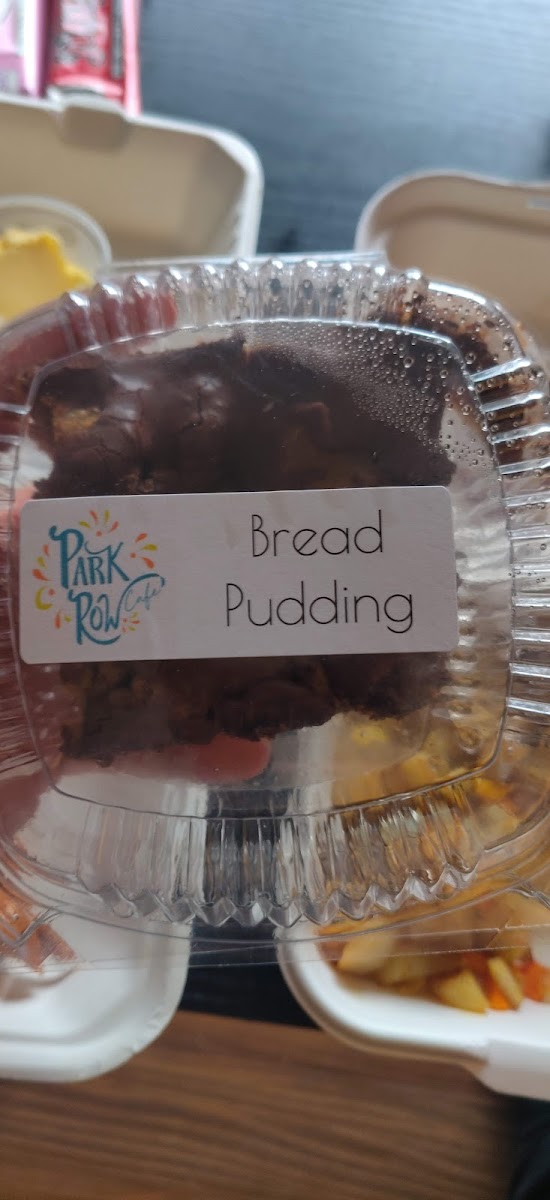 PARK
ROW Cafe
Bread
Pudding